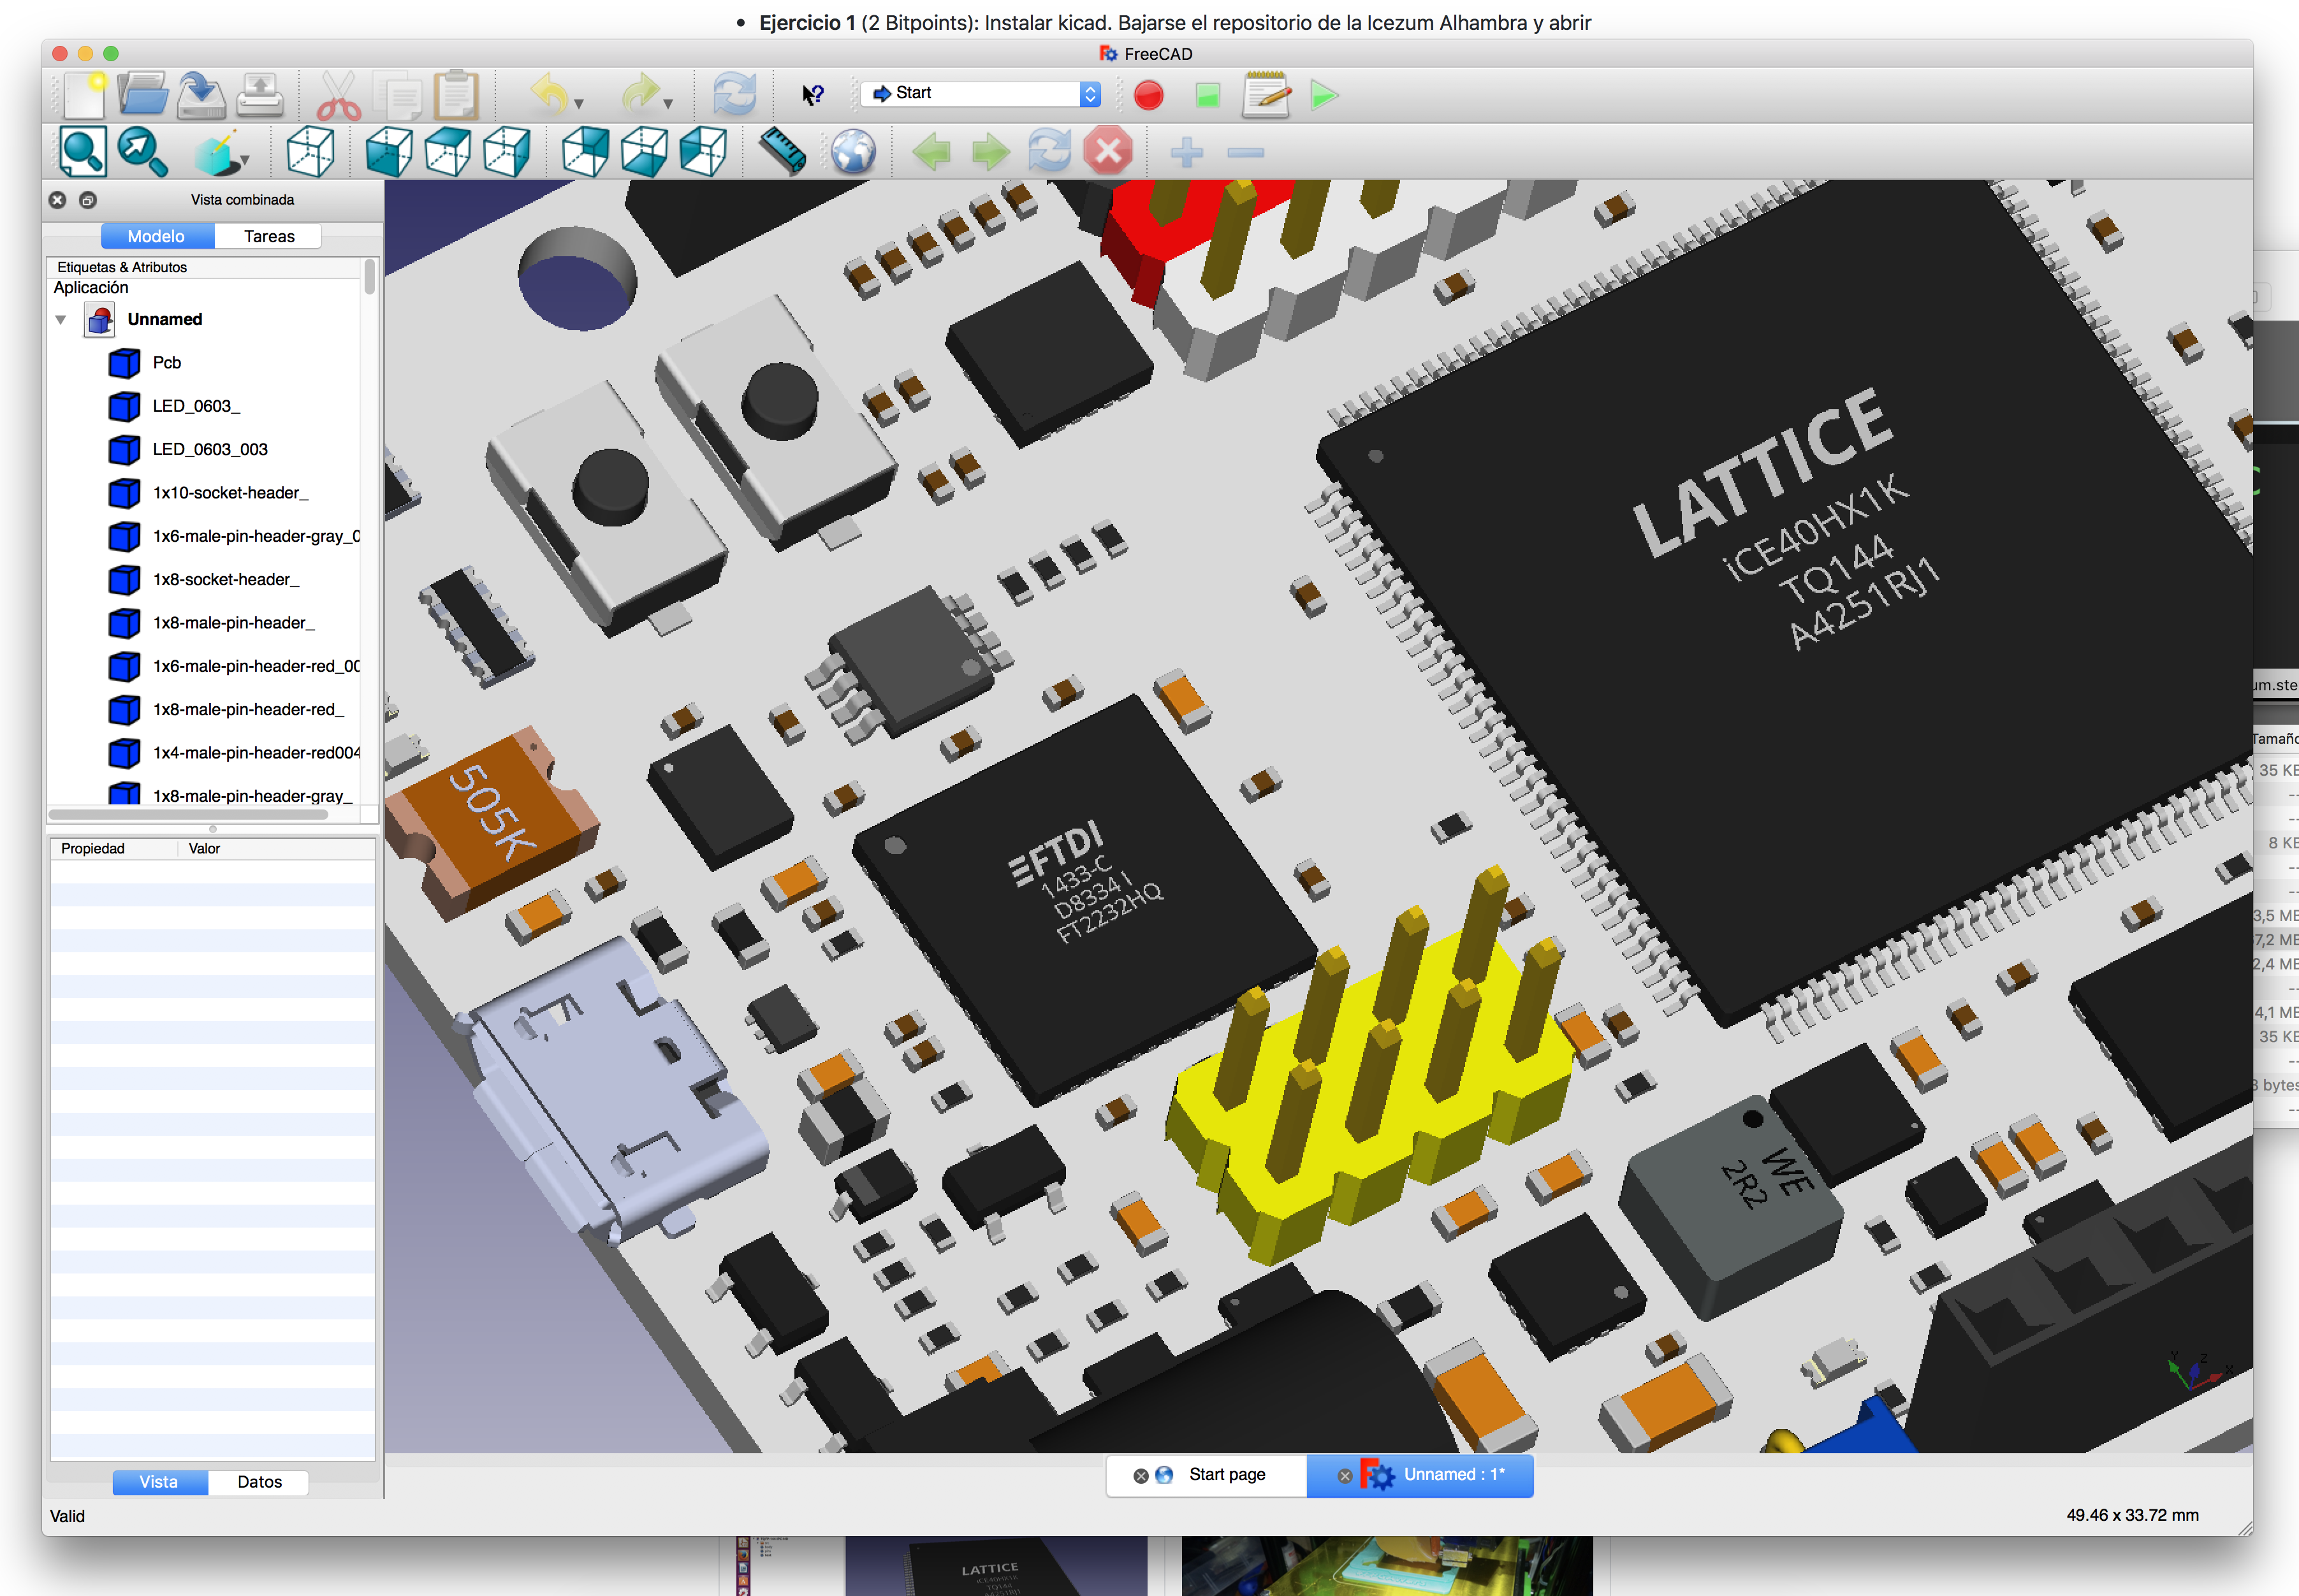 Ejercicio 1 (2 Bitpoints): Instalar kicad. Bajarse el repositorio de la Icezum Alhambra y abrir
FreeCAD
Start
Vista combinada
Modelo
Tareas
Etiquetas & Atributos
Aplicación
Unnamed
Pcb
LED_0603_
LED_0603_003
1x10-socket-header_
1x6-male-pin-header-gray_0
1x8-socket-header_
1x8-male-pin-header_
1x6-male-pin-header-red_00
1x8-male-pin-header-red_
1x4-male-pin-header-red004
1x8-male-pin-header-gray_
Propiedad
Valor
Vista
Datos
Valid
LATTICE
iCE40HX1K
TQ144
A4251RJ1
505K
FTDI
1433-C
D8334 I
FT2232HQ
WE
2R2
Y
Z
X
Start page
Unnamed : 1*
49.46 x 33.72 mm
um.ste
Tamaño
35 KB
--
--
8 KB
--
--
3,5 MB
7,2 MB
2,4 MB
--
4,1 MB
35 KB
--
3 bytes
--
LATTICE
iCE40HX1K
TQ144